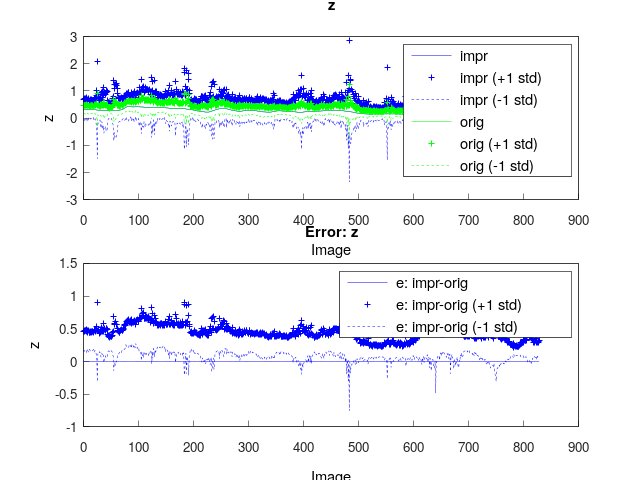 z
3
2
1
0
-1
-2
-3
z
impr
impr (+1 std)
impr (-1 std)
orig
orig (+1 std)
orig (-1 std)
0 100 200 300 400 500 600 700 800 900
Image
Error: z
1.5
1
0.5
0
-0.5
-1
z
e: impr-orig
e: impr-orig (+1 std)
e: impr-orig (-1 std)
0 100 200 300 400 500 600 700 800 900
Image